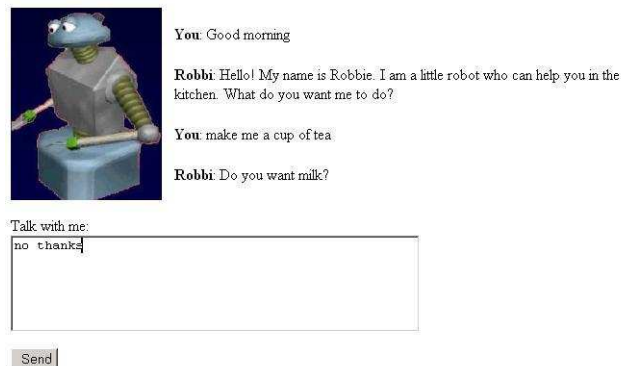 You: Good morning
Robbi: Hello! My name is Robbie. I am a little robot who can help you in the
kitchen. What do you want me to do?
You: make me a cup of tea
Robbi: Do you want milk?
Talk with me:
no thanks
Send